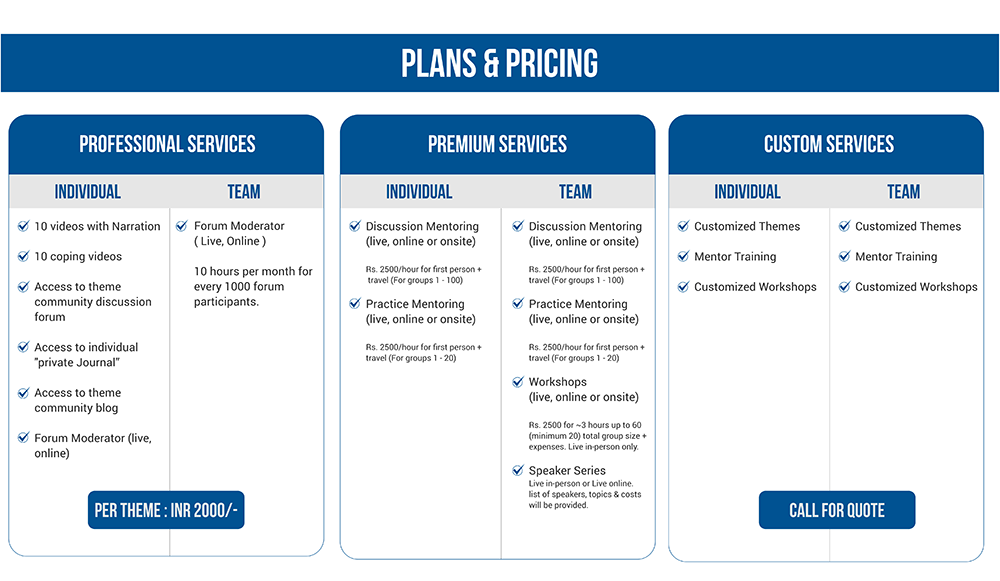 PLANS & PRICING
PROFESSIONAL SERVICES
INDIVIDUAL
10 videos with Narration
10 coping videos
Access to theme
community discussion
forum
Access to individual
"private Journal"
Access to theme
community blog
Forum Moderator (live,
online)
TEAM
Forum Moderator
( Live, Online )
10 hours per month for
every 1000 forum
participants.
PER THEME : INR 2000/-
PREMIUM SERVICES
INDIVIDUAL
Discussion Mentoring
(live, online or onsite)
Rs. 2500/hour for first person +
travel (For groups 1 - 100)
Practice Mentoring
(live, online or onsite)
Rs. 2500/hour for first person +
travel (For groups 1 - 20)
TEAM
Discussion Mentoring
(live, online or onsite)
Rs. 2500/hour for first person +
travel (For groups 1 - 100)
Practice Mentoring
(live, online or onsite)
Rs. 2500/hour for first person +
travel (For groups 1 - 20)
Workshops
(live, online or onsite)
Rs. 2500 for ~3 hours up to 60
(minimum 20) total group size +
expenses. Live in-person only.
Speaker Series
Live in-person or Live online.
list of speakers, topics & costs
will be provided.
CUSTOM SERVICES
INDIVIDUAL
Customized Themes
Mentor Training
Customized Workshops
TEAM
Customized Themes
Mentor Training
Customized Workshops
CALL FOR QUOTE